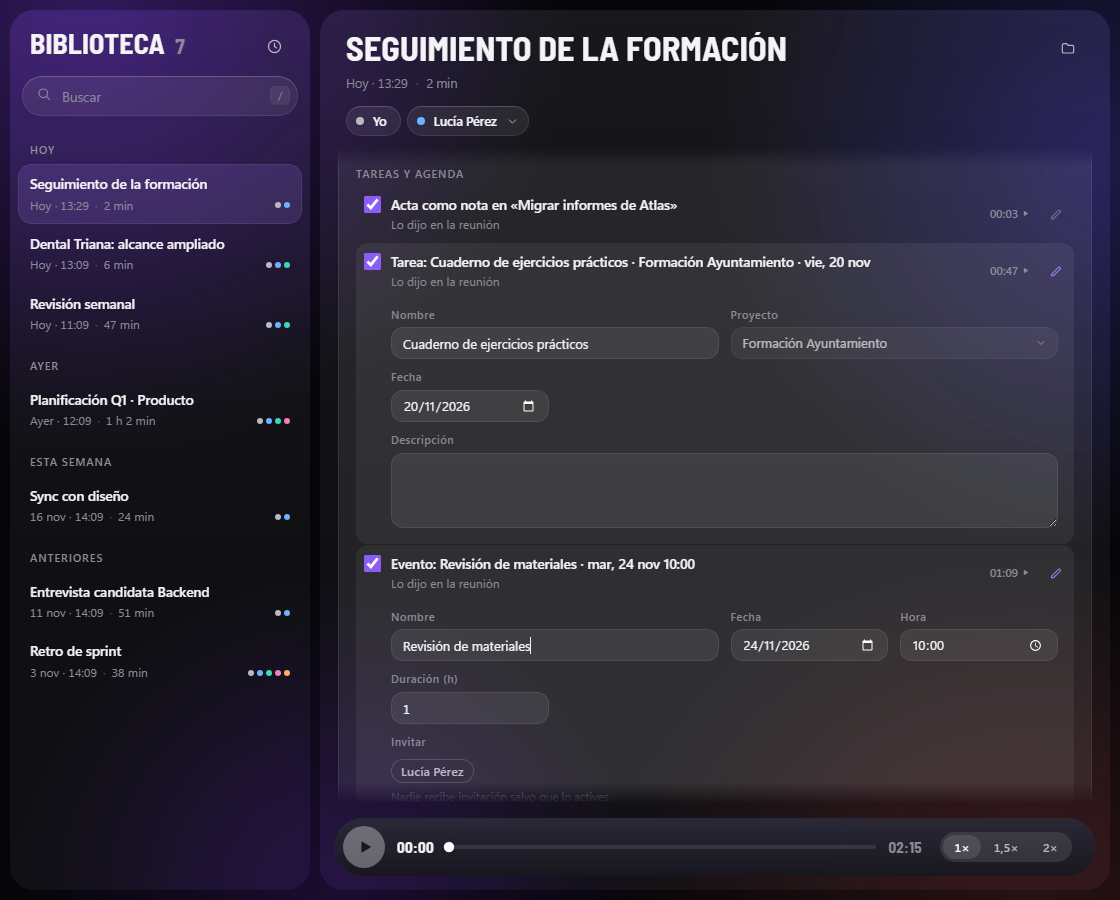 BIBLIOTECA 7
Buscar /
HOY
Seguimiento de la formación
Hoy · 13:29 · 2 min
Dental Triana: alcance ampliado
Hoy · 13:09 · 6 min
Revisión semanal
Hoy · 11:09 · 47 min
AYER
Planificación Q1 · Producto
Ayer · 12:09 · 1 h 2 min
ESTA SEMANA
Sync con diseño
16 nov · 14:09 · 24 min
ANTERIORES
Entrevista candidata Backend
11 nov · 14:09 · 51 min
Retro de sprint
3 nov · 14:09 · 38 min
SEGUIMIENTO DE LA FORMACIÓN
Hoy · 13:29 · 2 min
Yo Lucía Pérez
TAREAS Y AGENDA
Acta como nota en «Migrar informes de Atlas»
Lo dijo en la reunión
00:03
Tarea: Cuaderno de ejercicios prácticos · Formación Ayuntamiento · vie, 20 nov
Lo dijo en la reunión
00:47
Nombre Proyecto
Cuaderno de ejercicios prácticos Formación Ayuntamiento
Fecha
20/11/2026
Descripción
Evento: Revisión de materiales · mar, 24 nov 10:00
Lo dijo en la reunión
01:09
Nombre Fecha Hora
Revisión de materiales 24/11/2026 10:00
Duración (h)
1
Invitar
Lucía Pérez
Nadie recibe invitación salvo que lo actives
00:00 02:15 1× 1,5× 2×